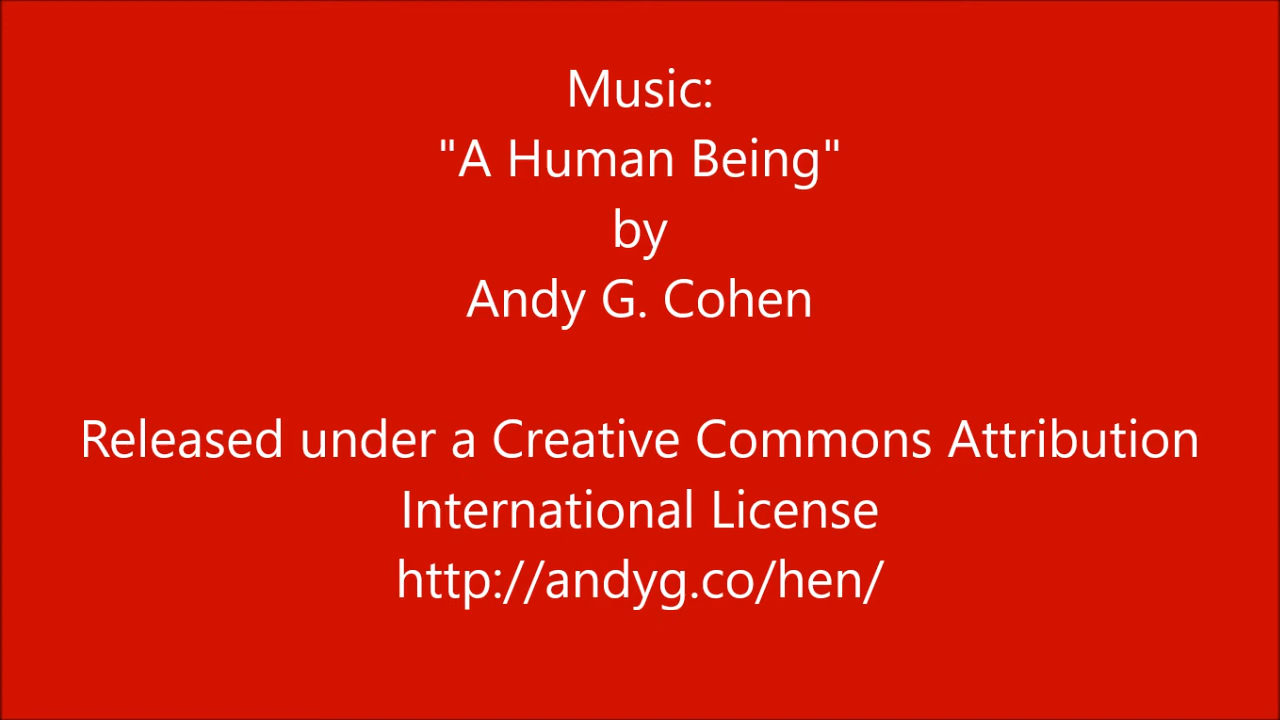 Music:
"A Human Being"
by
Andy G. Cohen
Released under a Creative Commons Attribution
International License
http://andyg.co/hen/